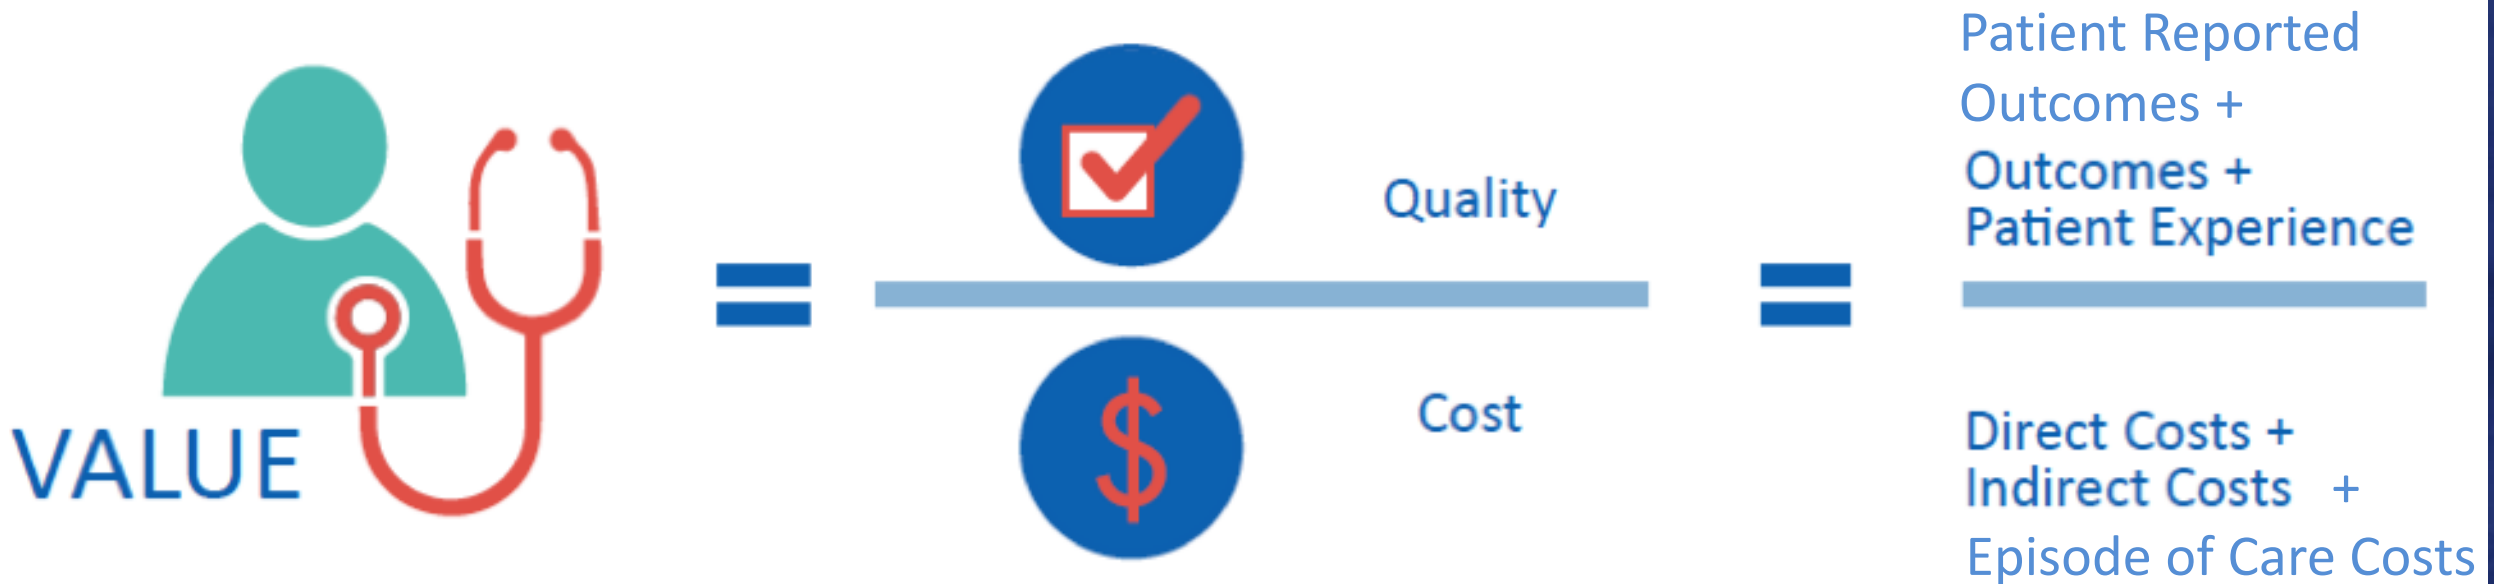 VALUE
=
Quality
Cost
$
=
Patient Reported
Outcomes +
Outcomes +
Patient Experience
Direct Costs +
Indirect Costs +
Episode of Care Costs